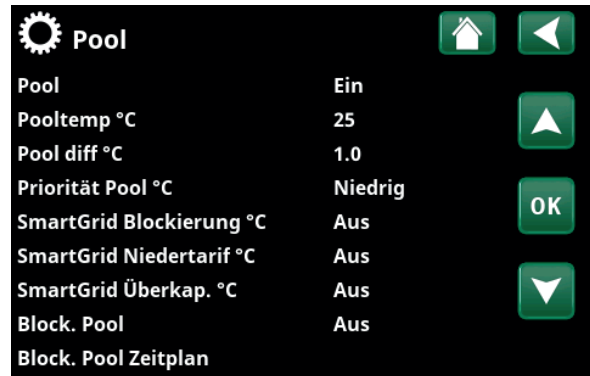 Pool
Pool Ein
Pooltemp °C 25
Pool diff °C 1.0
Priorität Pool °C Niedrig
OK
SmartGrid Blockierung °C Aus
SmartGrid Niedertarif °C Aus
SmartGrid Überkap. °C Aus
Block. Pool Aus
Block. Pool Zeitplan